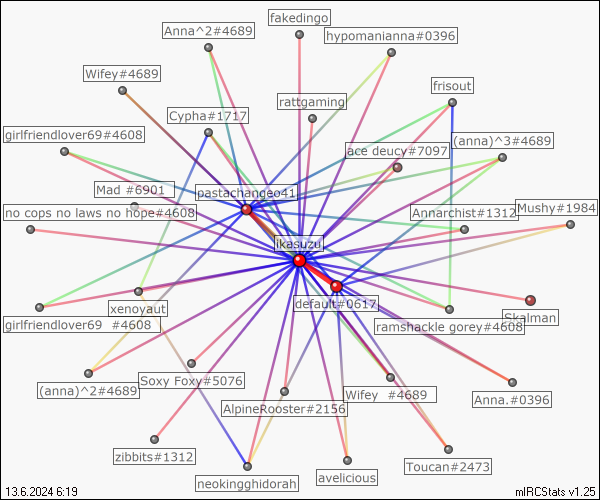 fakedingo
Anna^2#4689
hypomanianna#0396
Wifey#4689
frisout
rattgaming
Cypha#1717
girlfriendlover69#4608
(anna)^3#4689
ace deucy#7097
Mad #6901
pastachangeo41
no cops no laws no hope#4608
Annarchist#1312
Mushy#1984
ikasuzu
default#0617
xenoyaut
Skalman
girlfriendlover69 #4608
ramshackle gorey#4608
(anna)^2#4689
Soxy Foxy#5076
Wifey #4689
Anna.#0396
AlpineRooster#2156
zibbits#1312
Toucan#2473
avelicious
neokingghidorah
13.6.2024 6:19
mIRCStats v1.25